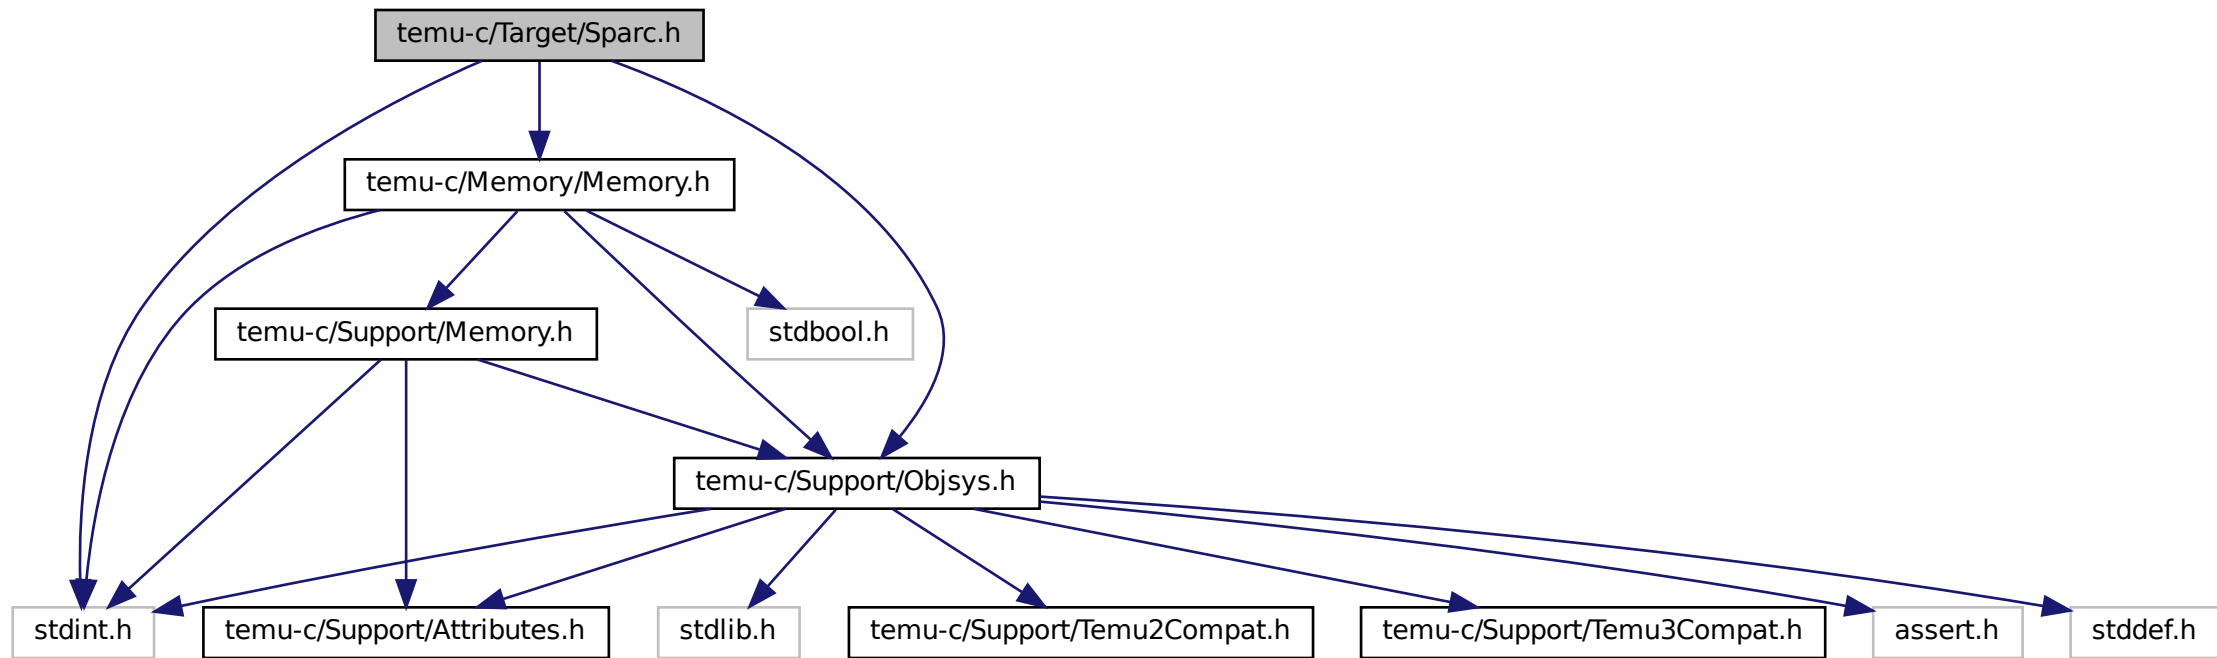 temu-c/Target/Sparc.h
temu-c/Memory/Memory.h
temu-c/Support/Memory.h
stdbool.h
temu-c/Support/Objsys.h
stdint.h
temu-c/Support/Attributes.h
stdlib.h
temu-c/Support/Temu2Compat.h
temu-c/Support/Temu3Compat.h
assert.h
stddef.h